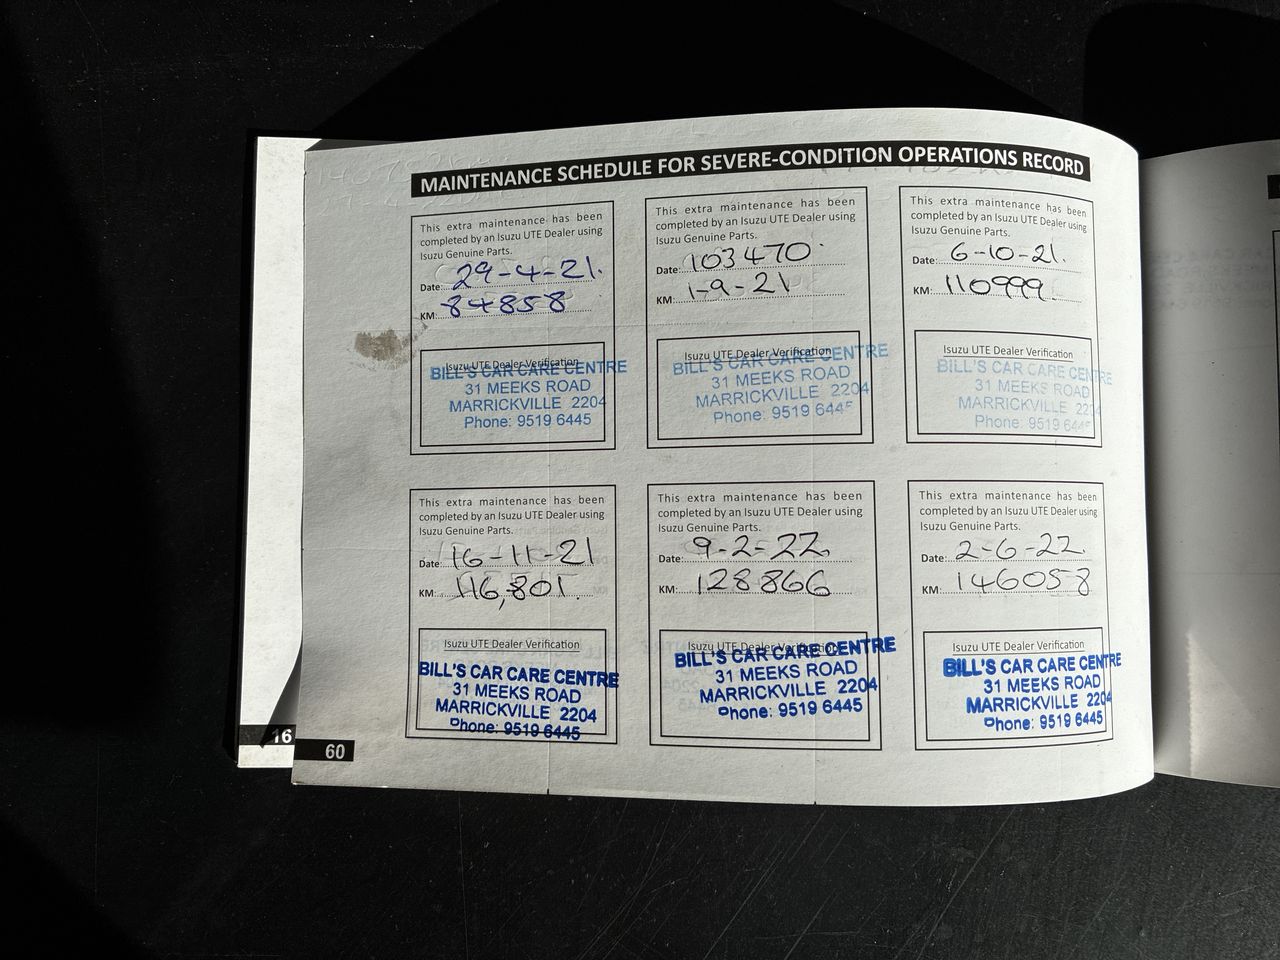 MAINTENANCE SCHEDULE FOR SEVERE-CONDITION OPERATIONS RECORD
This extra maintenance has been
completed by an Isuzu UTE Dealer using
Isuzu Genuine Parts.
Date: 29-4-21.
KM: 84858
Isuzu UTE Dealer Verification
BILL'S CAR CARE CENTRE
31 MEEKS ROAD
MARRICKVILLE 2204
Phone: 9519 6445
This extra maintenance has been
completed by an Isuzu UTE Dealer using
Isuzu Genuine Parts.
Date: 103470.
KM: 1-9-21
Isuzu UTE Dealer Verification
BILL'S CAR CARE CENTRE
31 MEEKS ROAD
MARRICKVILLE 2204
Phone: 9519 6445
This extra maintenance has been
completed by an Isuzu UTE Dealer using
Isuzu Genuine Parts.
Date: 6-10-21.
KM: 110999
Isuzu UTE Dealer Verification
BILL'S CAR CARE CENTRE
31 MEEKS ROAD
MARRICKVILLE 2204
Phone: 9519 6445
This extra maintenance has been
completed by an Isuzu UTE Dealer using
Isuzu Genuine Parts.
Date: 16-11-21
KM: 116,801.
Isuzu UTE Dealer Verification
BILL'S CAR CARE CENTRE
31 MEEKS ROAD
MARRICKVILLE 2204
Phone: 9519 6445
This extra maintenance has been
completed by an Isuzu UTE Dealer using
Isuzu Genuine Parts.
Date: 9-2-22
KM: 128866
Isuzu UTE Dealer Verification
BILL'S CAR CARE CENTRE
31 MEEKS ROAD
MARRICKVILLE 2204
Phone: 9519 6445
This extra maintenance has been
completed by an Isuzu UTE Dealer using
Isuzu Genuine Parts.
Date: 2-6-22
KM: 146058
Isuzu UTE Dealer Verification
BILL'S CAR CARE CENTRE
31 MEEKS ROAD
MARRICKVILLE 2204
Phone: 9519 6445
16
60